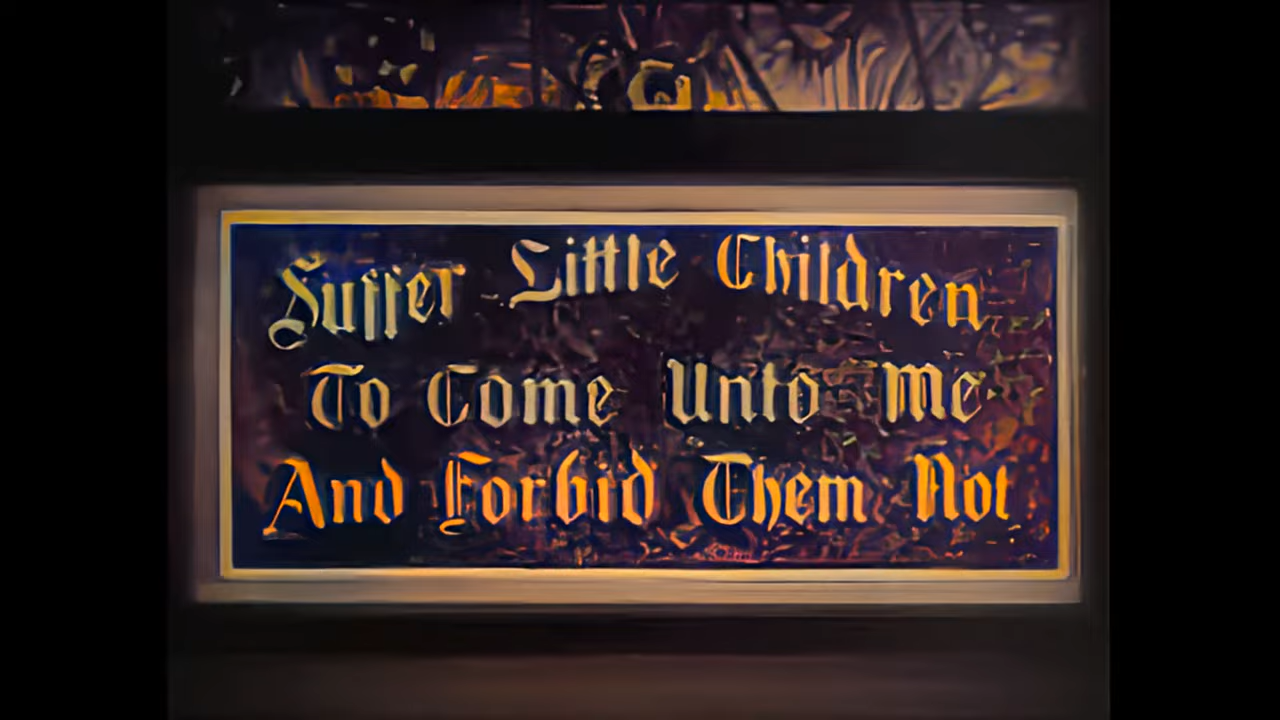 Suffer Little Children
To Come Unto Me
And Forbid Them Not